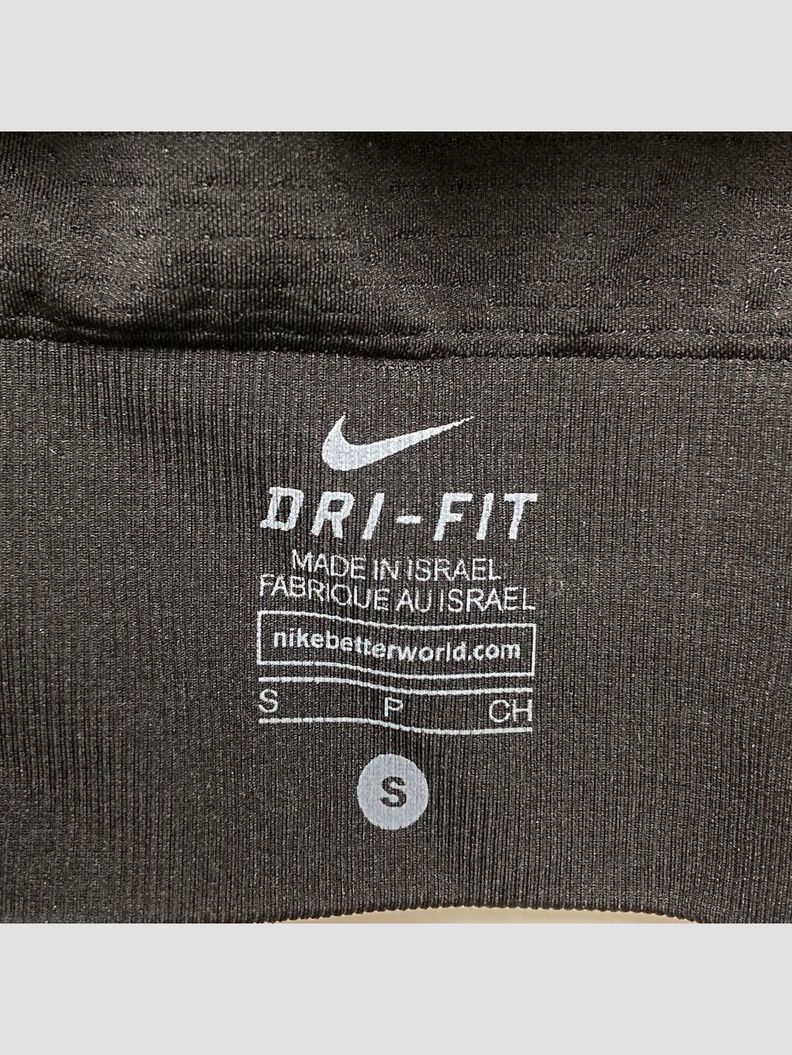 DRI-FIT
MADE IN ISRAEL
FABRIQUE AU ISRAEL
nikebetterworld.com
S P CH
S